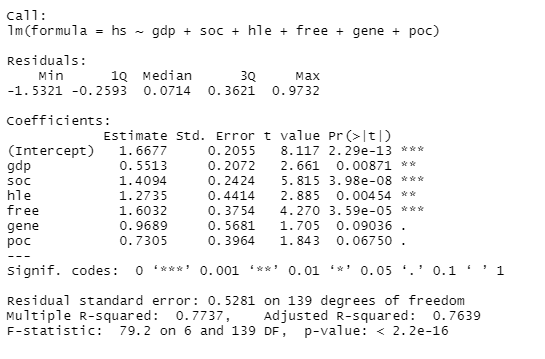 Call:
lm(formula = hs ~ gdp + soc + hle + free + gene + poc)
Residuals:
Min 1Q Median 3Q Max
-1.5321 -0.2593 0.0714 0.3621 0.9732
Coefficients:
Estimate Std. Error t value Pr(>|t|)
(Intercept) 1.6677 0.2055 8.117 2.29e-13 ***
gdp 0.5513 0.2072 2.661 0.00871 **
soc 1.4094 0.2424 5.815 3.98e-08 ***
hle 1.2735 0.4414 2.885 0.00454 **
free 1.6032 0.3754 4.270 3.59e-05 ***
gene 0.9689 0.5681 1.705 0.09036 .
poc 0.7305 0.3964 1.843 0.06750 .
---
Signif. codes: 0 ‘***’ 0.001 ‘**’ 0.01 ‘*’ 0.05 ‘.’ 0.1 ‘ ’ 1
Residual standard error: 0.5281 on 139 degrees of freedom
Multiple R-squared: 0.7737, Adjusted R-squared: 0.7639
F-statistic: 79.2 on 6 and 139 DF, p-value: < 2.2e-16